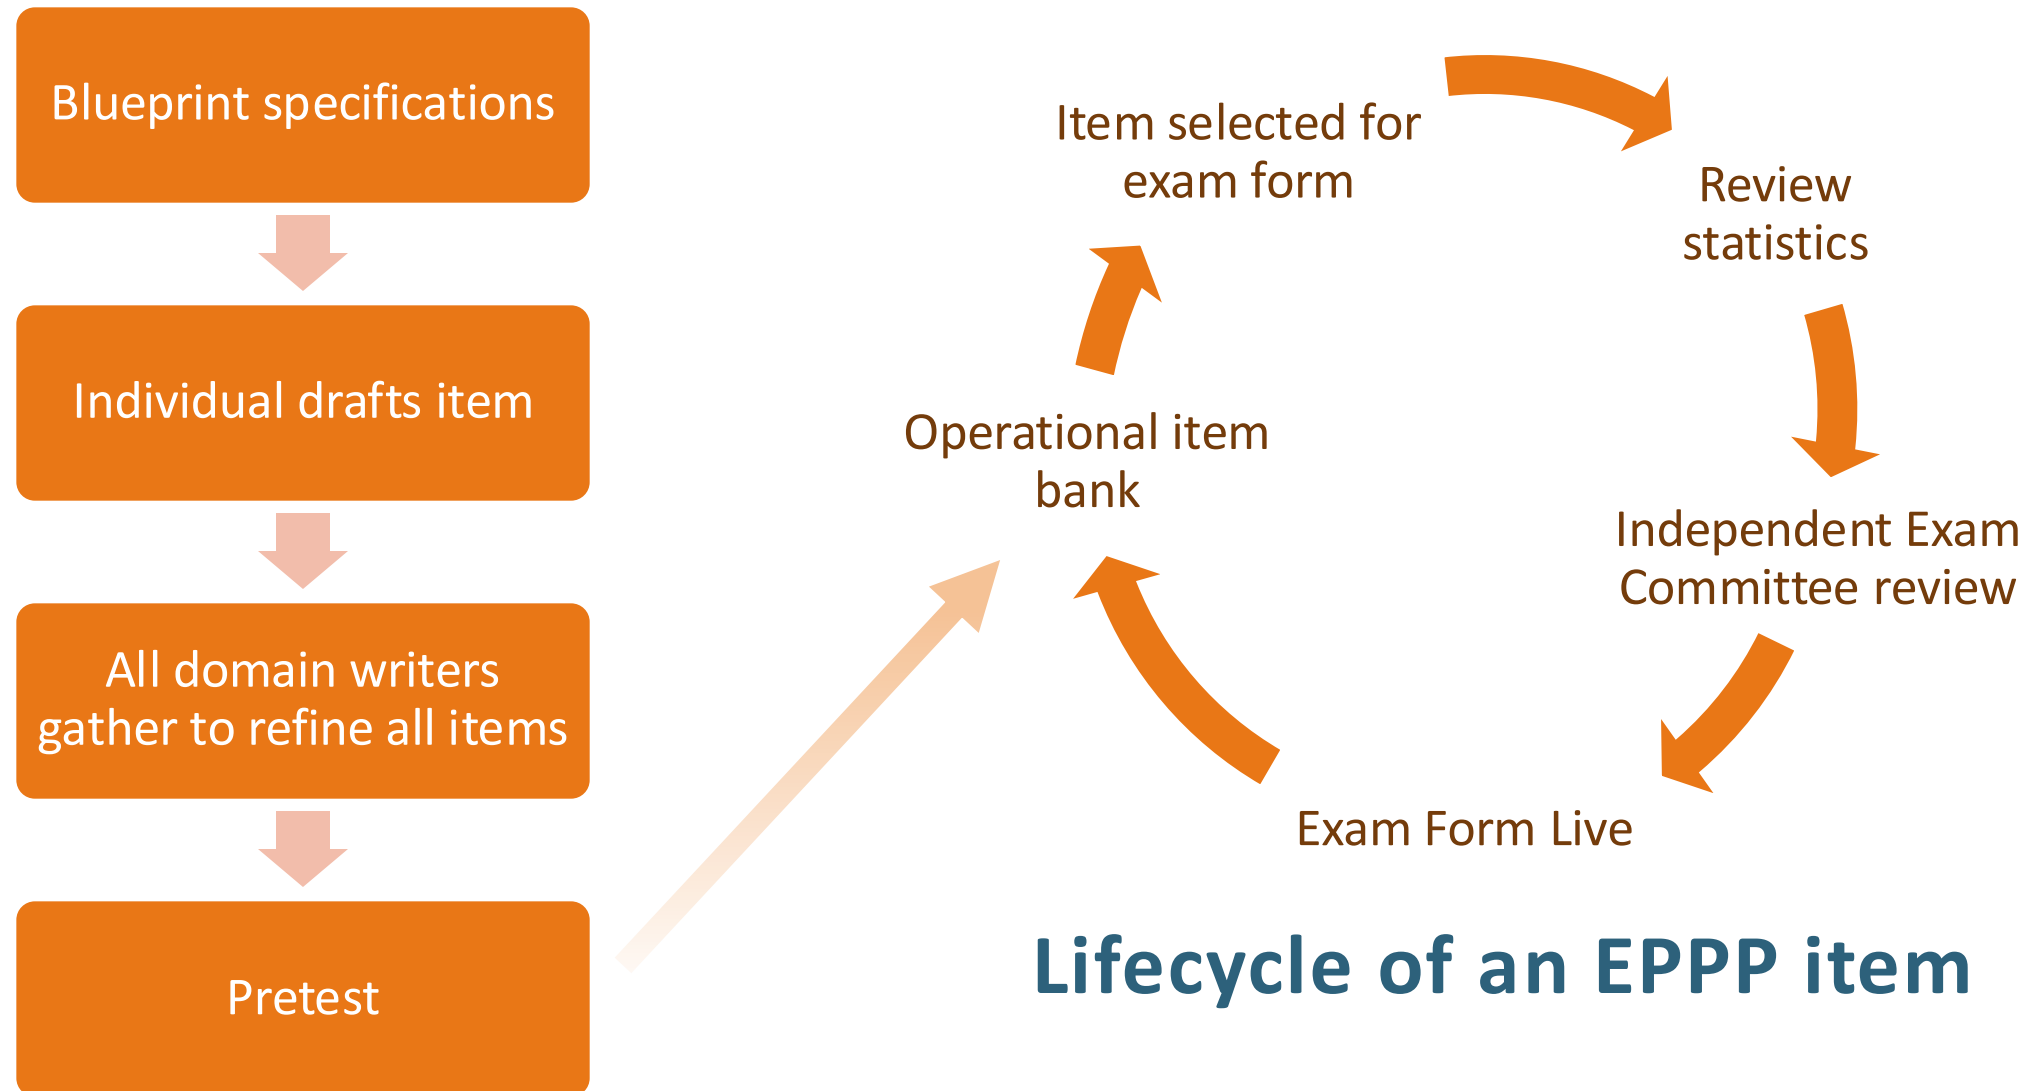 Blueprint specifications
Individual drafts item
All domain writers
gather to refine all items
Pretest
Operational item
bank
Item selected for
exam form
Review
statistics
Independent Exam
Committee review
Exam Form Live
Lifecycle of an EPPP item